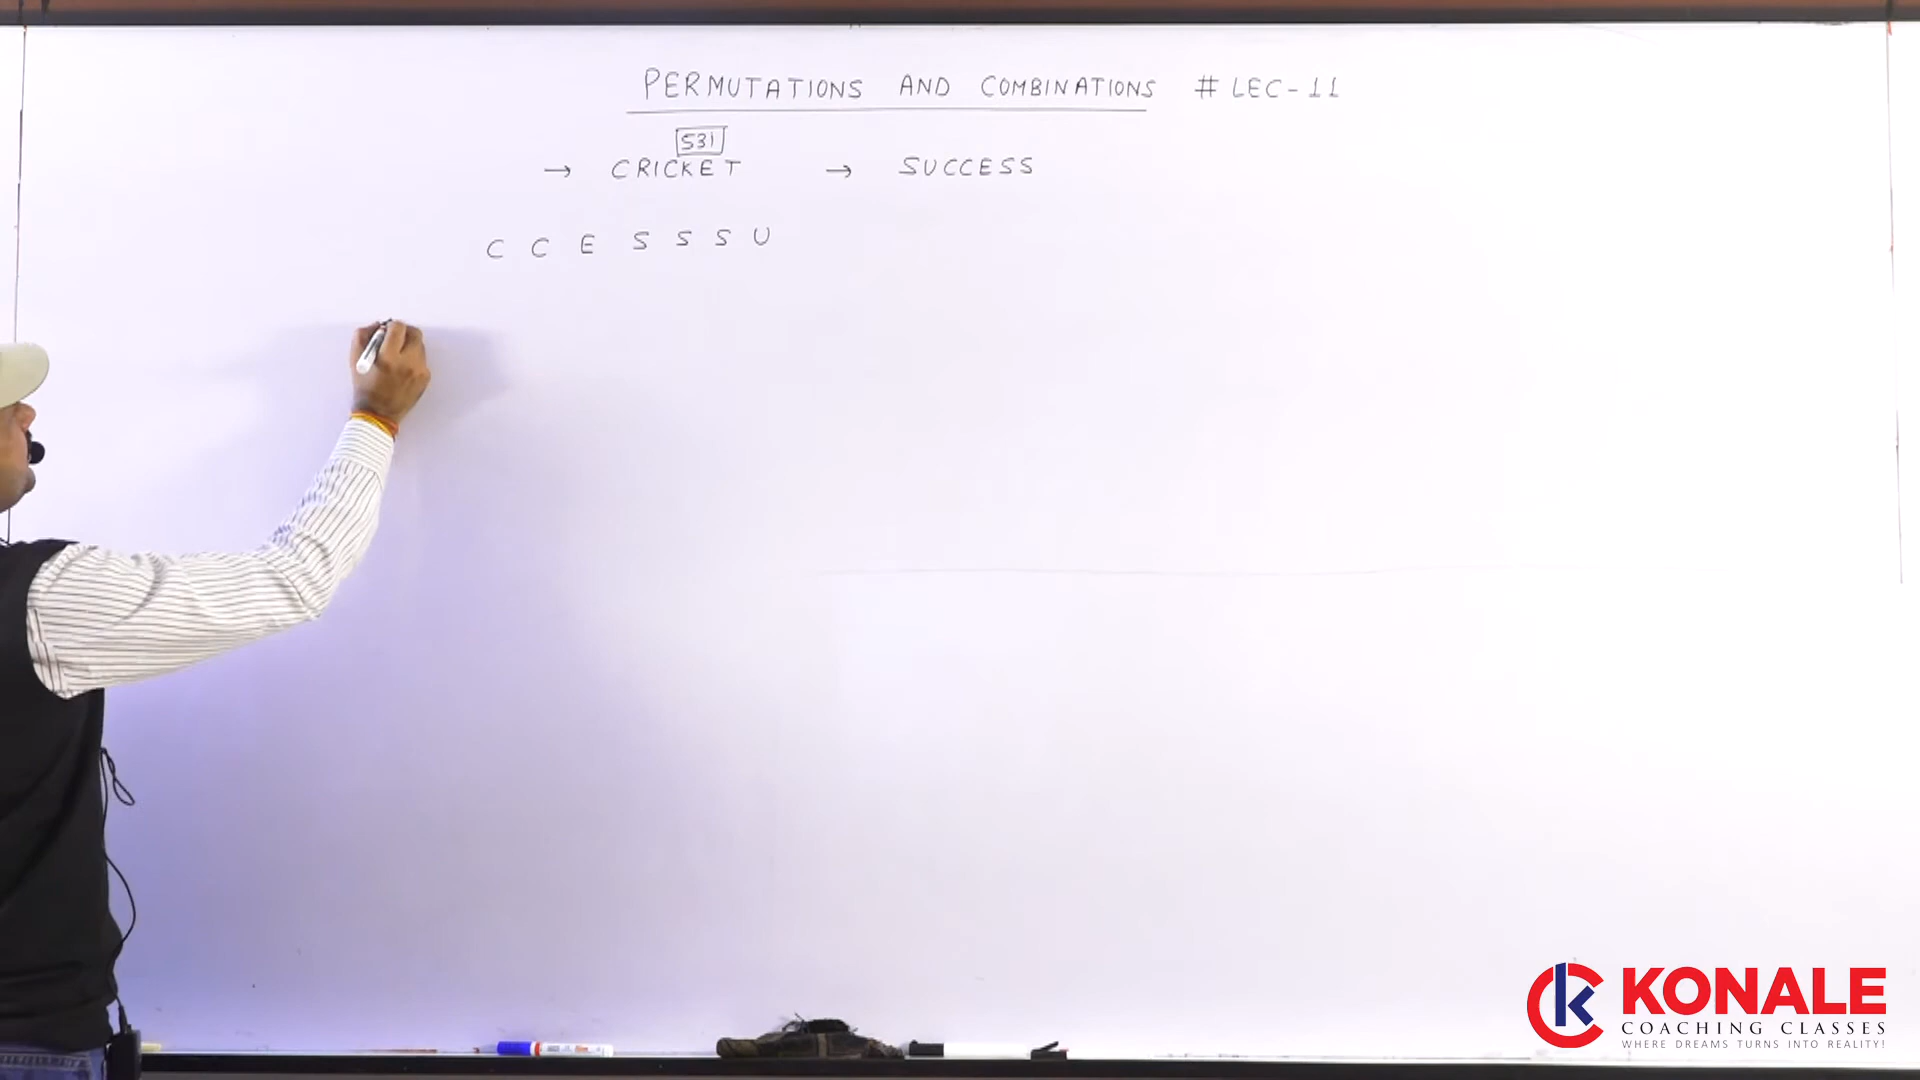 PERMUTATIONS AND COMBINATIONS # LEC-11
531
→ CRICKET → SUCCESS
C C E S S S U
KONALE
COACHING CLASSES
WHERE DREAMS TURNS INTO REALITY!